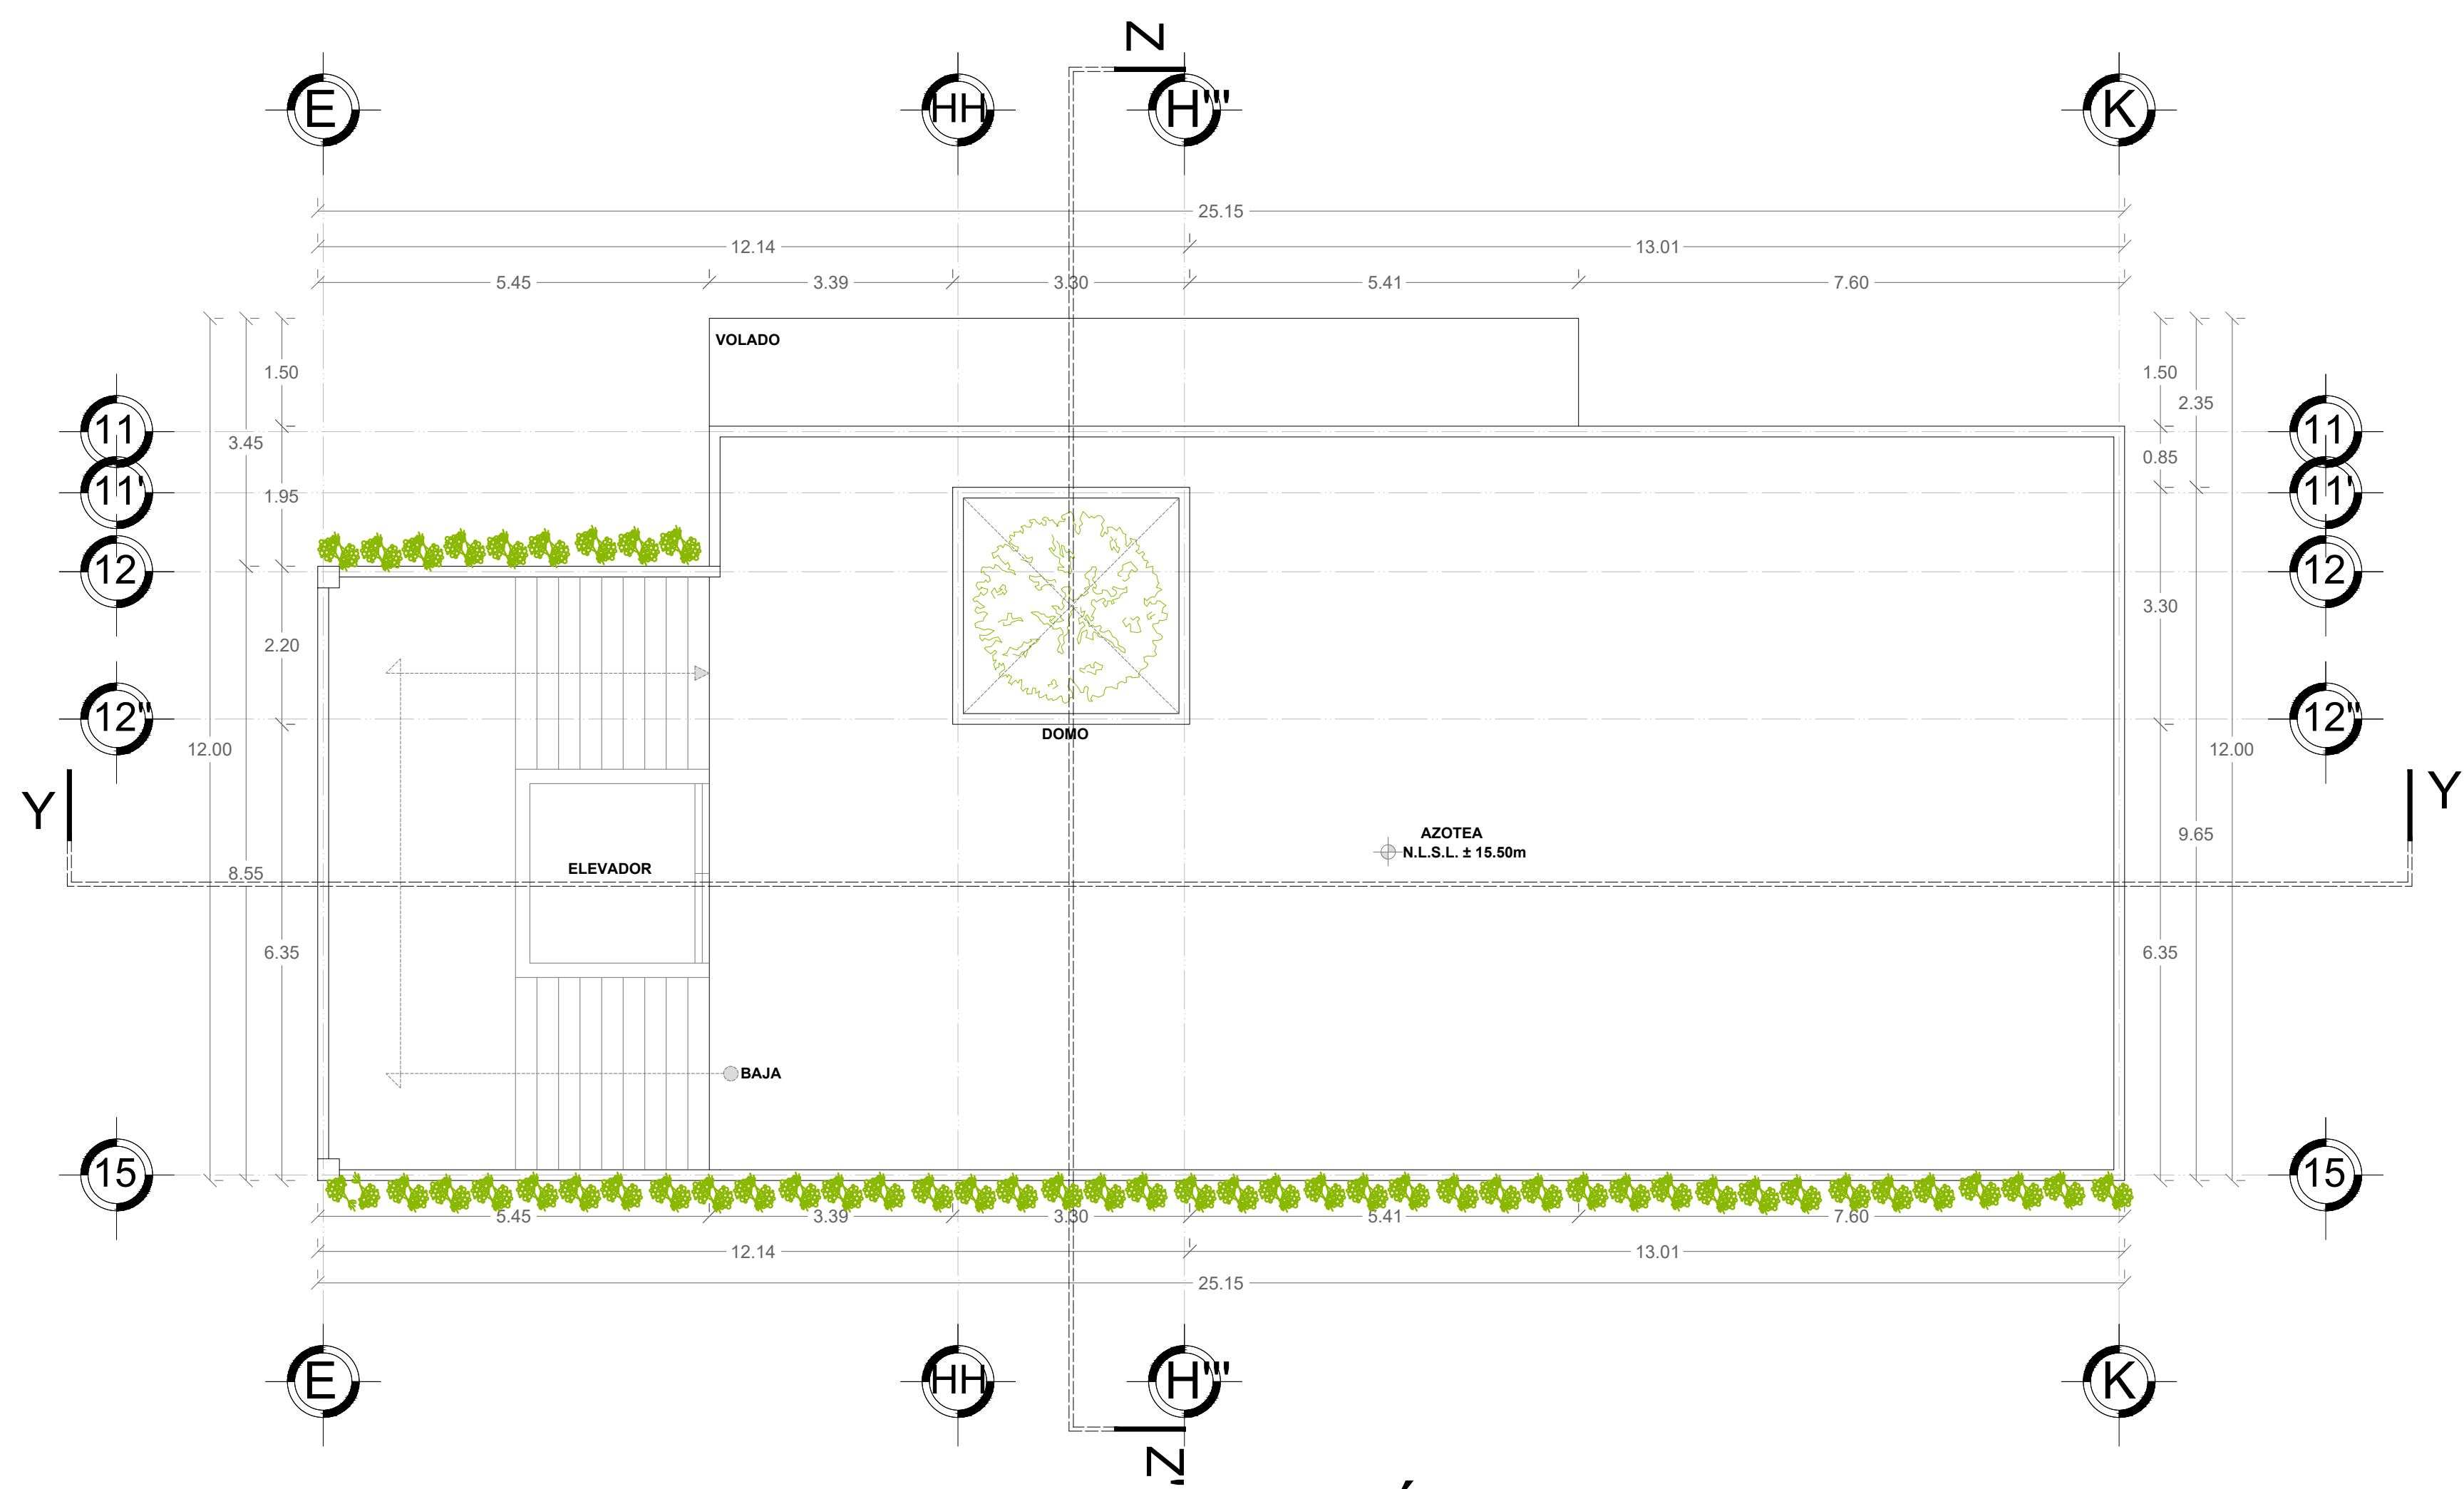 N
E
HH
H'''
K
25.15
12.14
13.01
5.45
3.39
3.30
5.41
7.60
VOLADO
1.50
1.50
2.35
11
11
3.45
0.85
11'
1.95
11'
12
12
3.30
2.20
12"
12"
DOMO
12.00
12.00
Y
Y
AZOTEA
9.65
N.L.S.L. ± 15.50m
ELEVADOR
8.55
6.35
6.35
BAJA
15
15
5.45
3.39
3.30
5.41
7.60
12.14
13.01
25.15
E
HH
H'''
K
N'